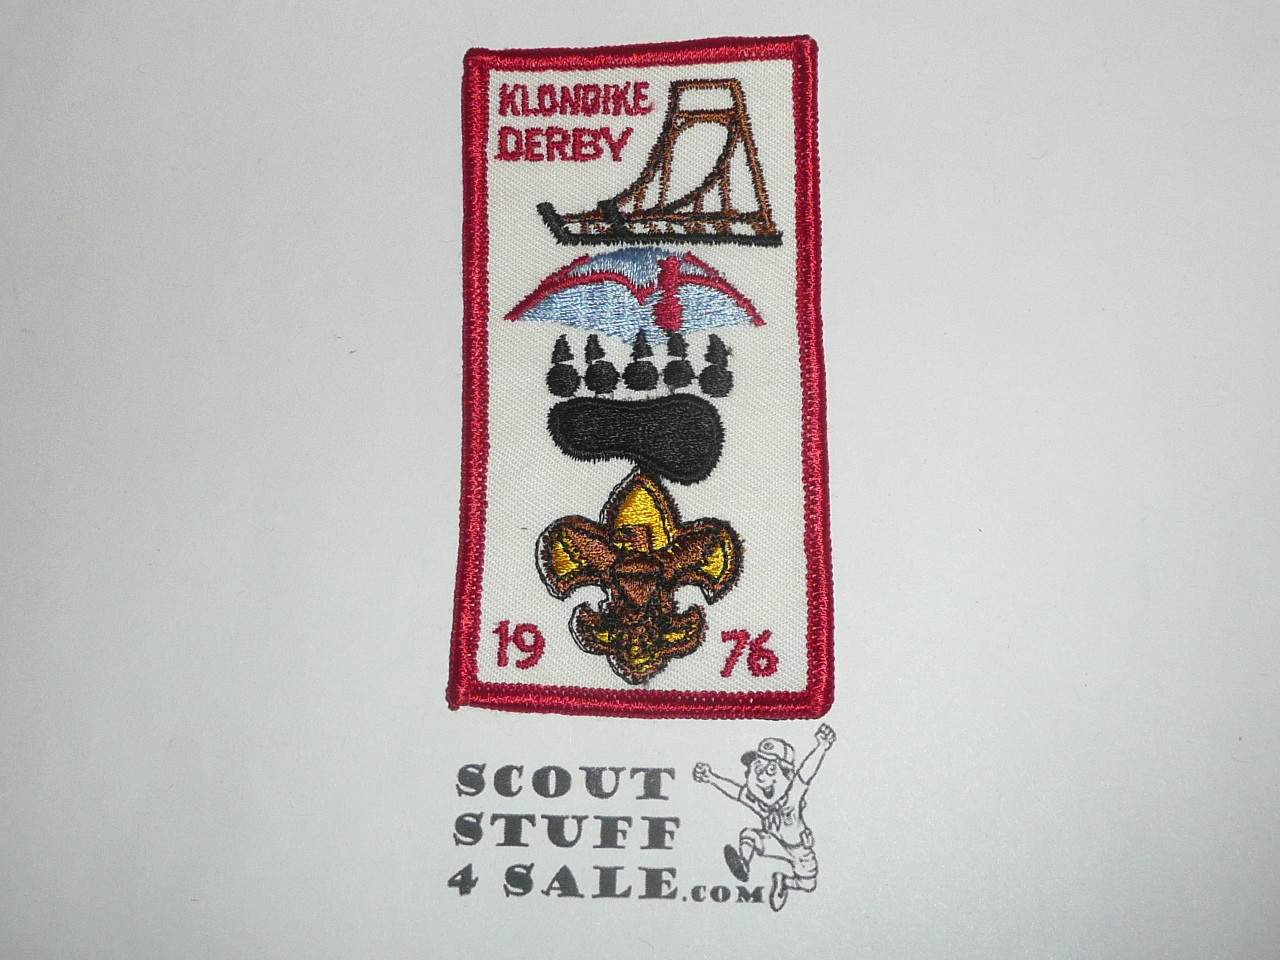 KLONDIKE
DERBY
19 76
SCOUT
STUFF
4 SALE.COM